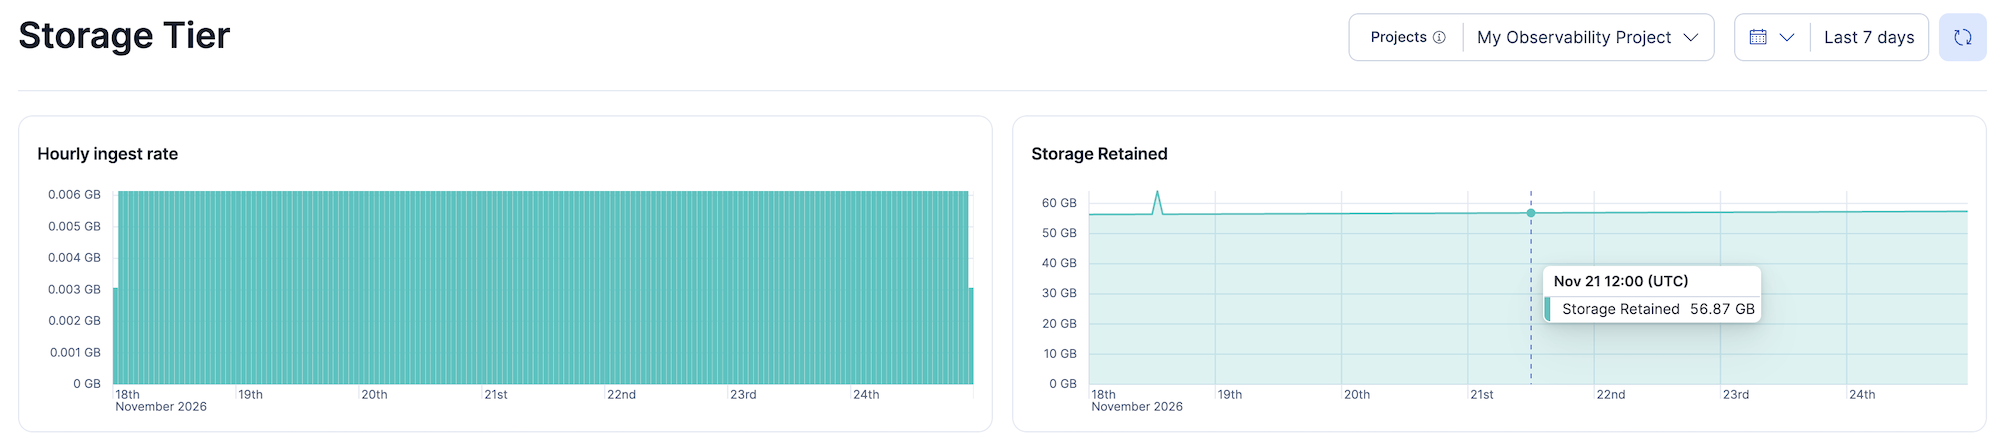 Storage Tier
Projects My Observability Project Last 7 days
Hourly ingest rate
0.006 GB
0.005 GB
0.004 GB
0.003 GB
0.002 GB
0.001 GB
0 GB
18th 19th 20th 21st 22nd 23rd 24th
November 2026
Storage Retained
60 GB
50 GB
40 GB
30 GB
20 GB
10 GB
0 GB
Nov 21 12:00 (UTC)
Storage Retained 56.87 GB
18th 19th 20th 21st 22nd 23rd 24th
November 2026